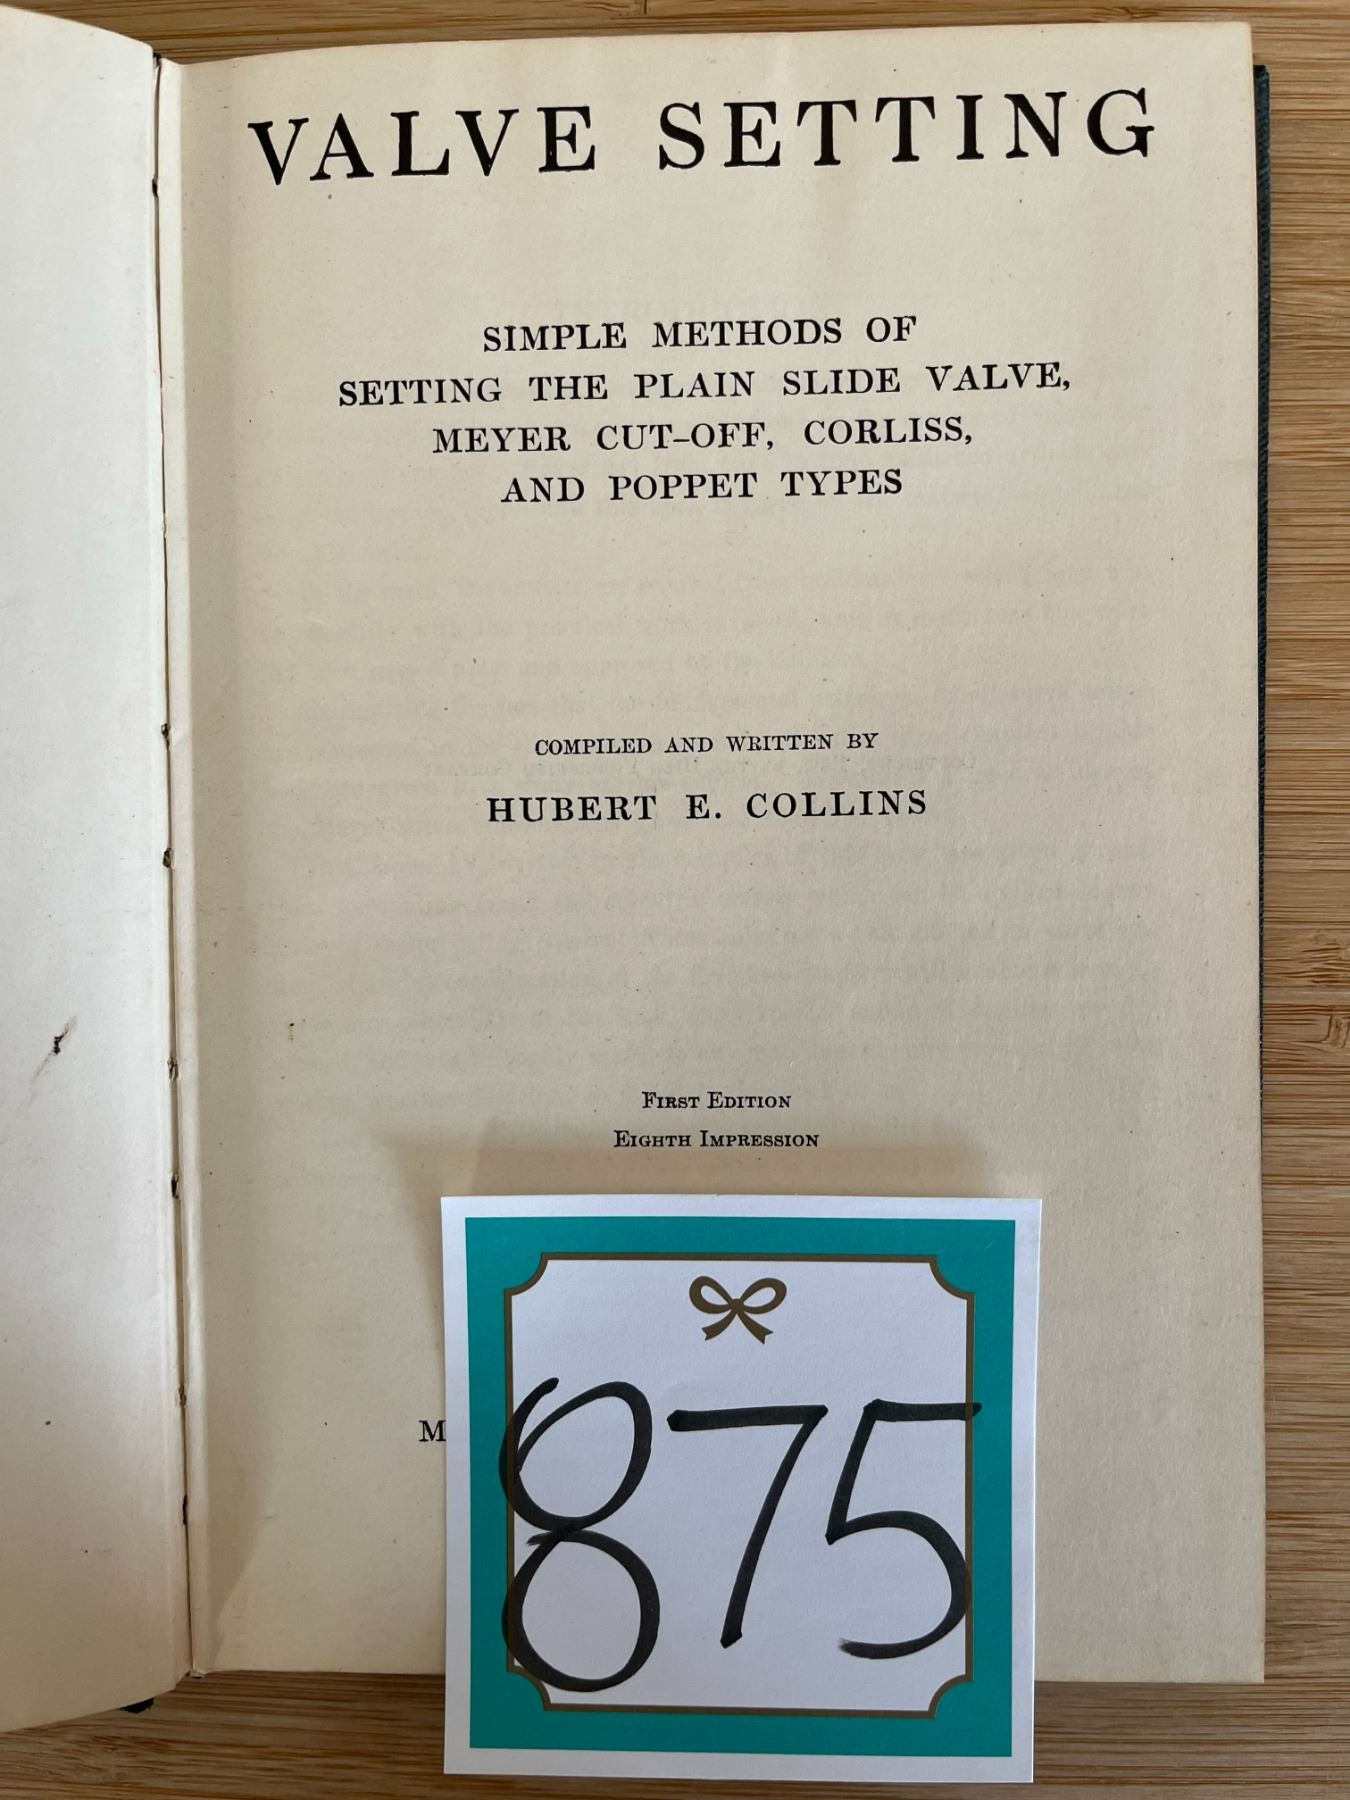 VALVE SETTING
SIMPLE METHODS OF
SETTING THE PLAIN SLIDE VALVE,
MEYER CUT-OFF, CORLISS,
AND POPPET TYPES
COMPILED AND WRITTEN BY
HUBERT E. COLLINS
FIRST EDITION
EIGHTH IMPRESSION
M
875